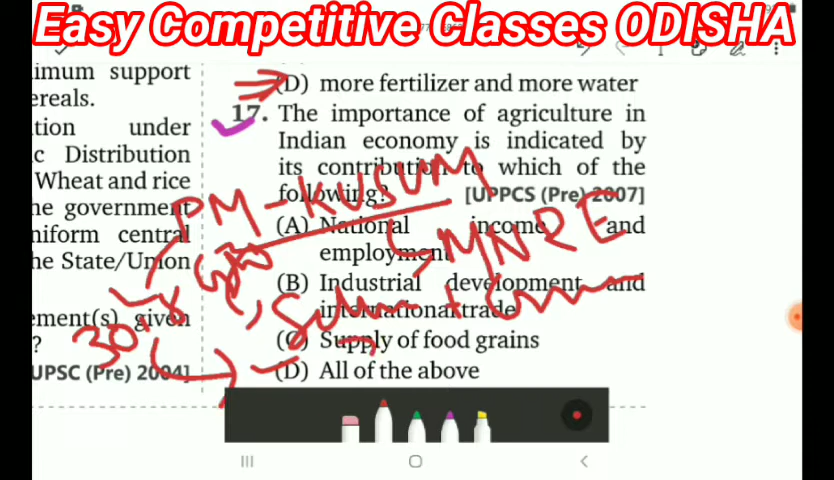 Easy Competitive Classes ODISHA
imum support
ereals.
tion under
c Distribution
Wheat and rice
he government
niform central
he State/Union
ement(s) given
?
UPSC (Pre) 2004]
(D) more fertilizer and more water
17. The importance of agriculture in
Indian economy is indicated by
its contribution to which of the
following? [UPPCS (Pre) 2007]
(A) National income and
employment
(B) Industrial development and
international trade
(C) Supply of food grains
(D) All of the above
PM-KUSUM
MNRE
30%